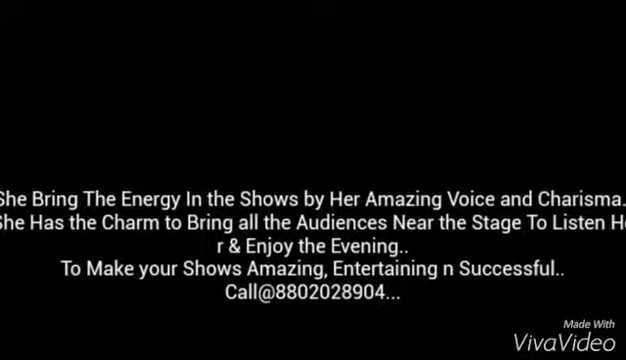 She Bring The Energy In the Shows by Her Amazing Voice and Charisma.
She Has the Charm to Bring all the Audiences Near the Stage To Listen He
r & Enjoy the Evening..
To Make your Shows Amazing, Entertaining n Successful..
Call@8802028904...
Made With
VivaVideo